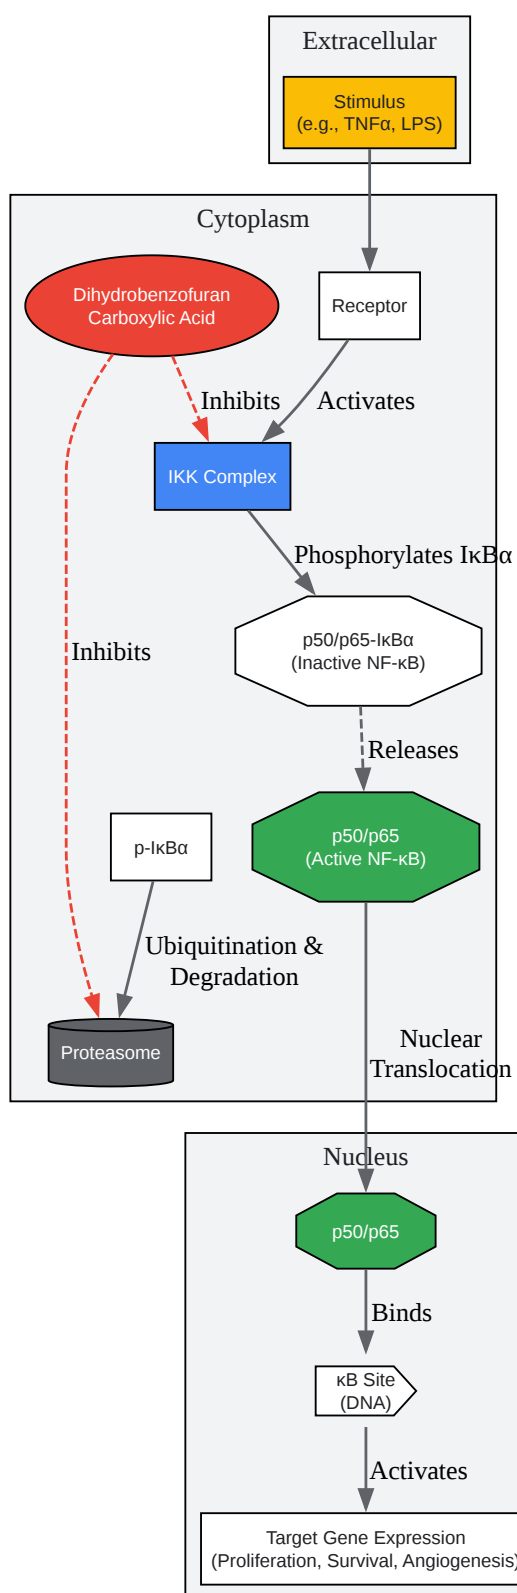 Extracellular
Stimulus
(e.g., TNFα, LPS)
Cytoplasm
Dihydrobenzofuran
Carboxylic Acid
Receptor
Inhibits
Activates
IKK Complex
Phosphorylates IκBα
p50/p65-IκBα
(Inactive NF-κB)
Inhibits
Releases
p-IκBα
p50/p65
(Active NF-κB)
Ubiquitination &
Degradation
Proteasome
Nuclear
Translocation
Nucleus
p50/p65
Binds
κB Site
(DNA)
Activates
Target Gene Expression
(Proliferation, Survival, Angiogenesis)